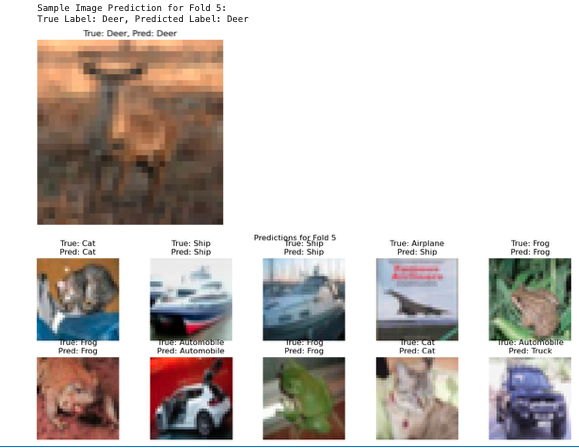 Sample Image Prediction for Fold 5:
True Label: Deer, Predicted Label: Deer
True: Deer, Pred: Deer
Predictions for Fold 5
True: Cat
Pred: Cat
True: Ship
Pred: Ship
True: Ship
Pred: Ship
True: Airplane
Pred: Ship
True: Frog
Pred: Frog
True: Frog
Pred: Frog
True: Automobile
Pred: Automobile
True: Frog
Pred: Frog
True: Cat
Pred: Cat
True: Automobile
Pred: Truck